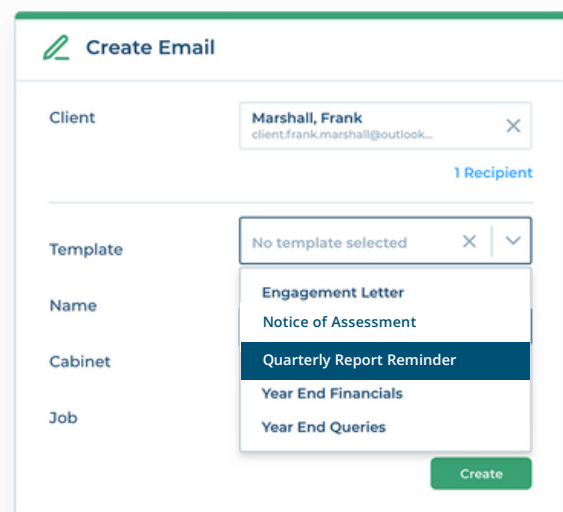 Create Email
Client
Marshall, Frank
client.frank.marshall@outlook...
1 Recipient
Template
No template selected
Engagement Letter
Name
Notice of Assessment
Cabinet
Quarterly Report Reminder
Year End Financials
Job
Year End Queries
Create